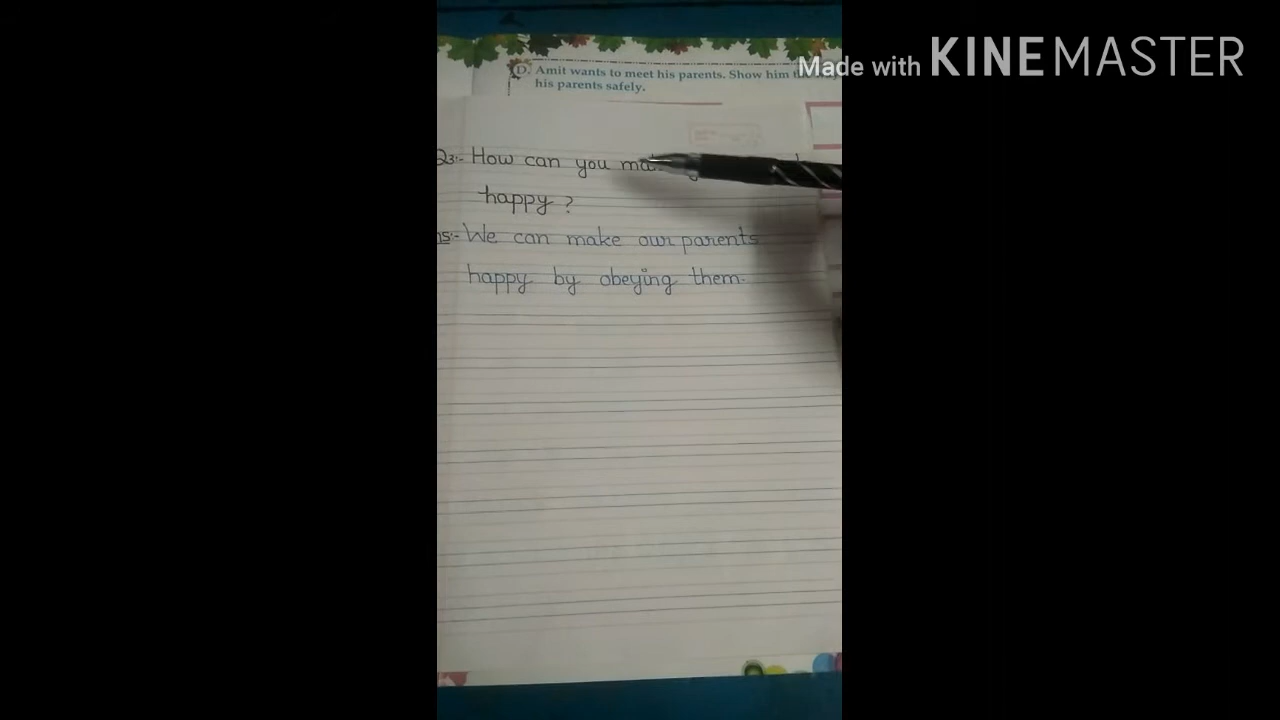 Made with KINEMASTER
D. Amit wants to meet his parents. Show him
his parents safely.
Q3:- How can you
happy ?
ns:- We can make our parents
happy by obeying them.